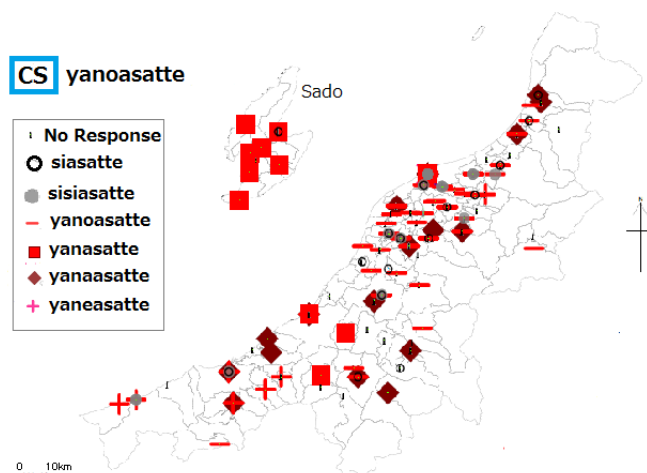 CS yanoasatte
Sado
No Response
siasatte
sisiasatte
yanoasatte
yanasatte
yanaasatte
yaneasatte
0 10km